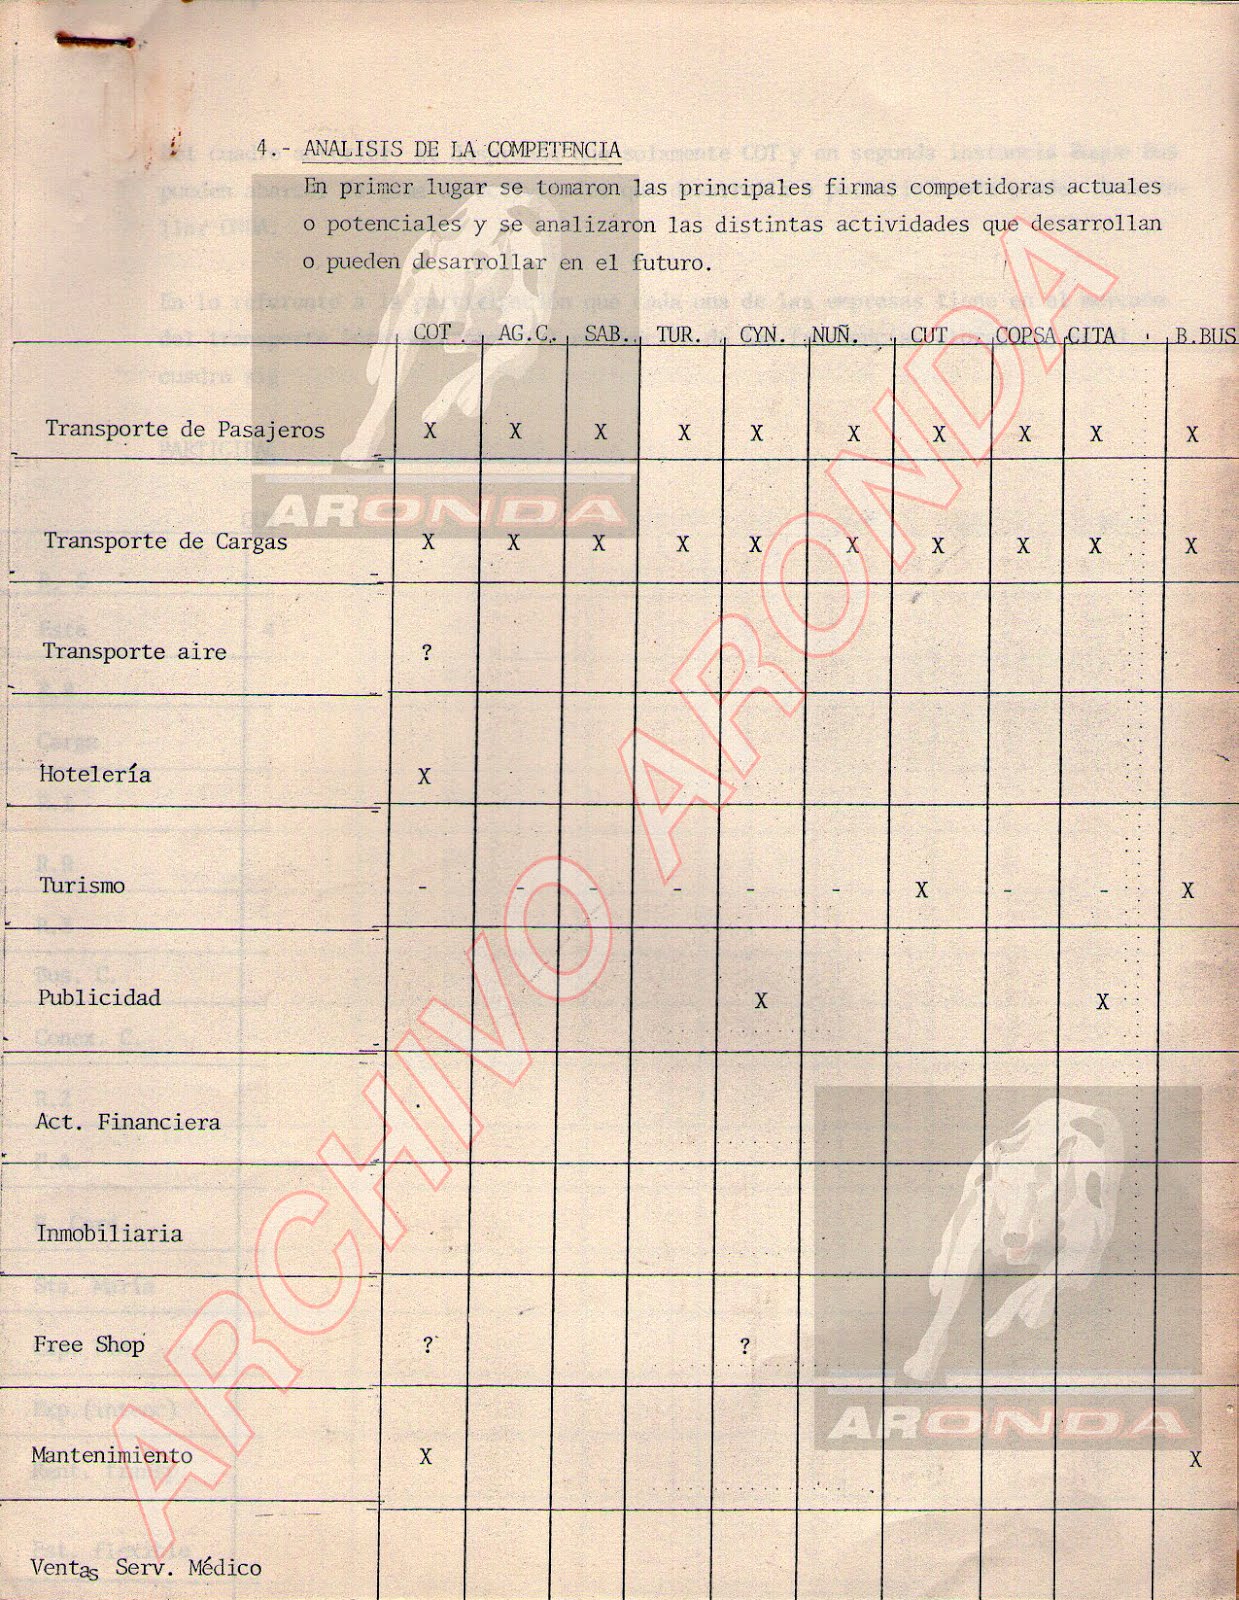 4.- ANALISIS DE LA COMPETENCIA
En primer lugar se tomaron las principales firmas competidoras actuales
o potenciales y se analizaron las distintas actividades que desarrollan
o pueden desarrollar en el futuro.
COT. AG.C. SAB. TUR. CYN. NUÑ. CUT COPSA CITA B.BUS
Transporte de Pasajeros X X X X X X X X X X
Transporte de Cargas X X X X X X X X X X
Transporte aire ?
Hotelería X
Turismo - - - - - - X - - X
Publicidad X X
Act. Financiera
Inmobiliaria
Free Shop ? ?
Mantenimiento X X
Ventas Serv. Médico
ARONDA
ARCHIVO ARONDA
ARONDA